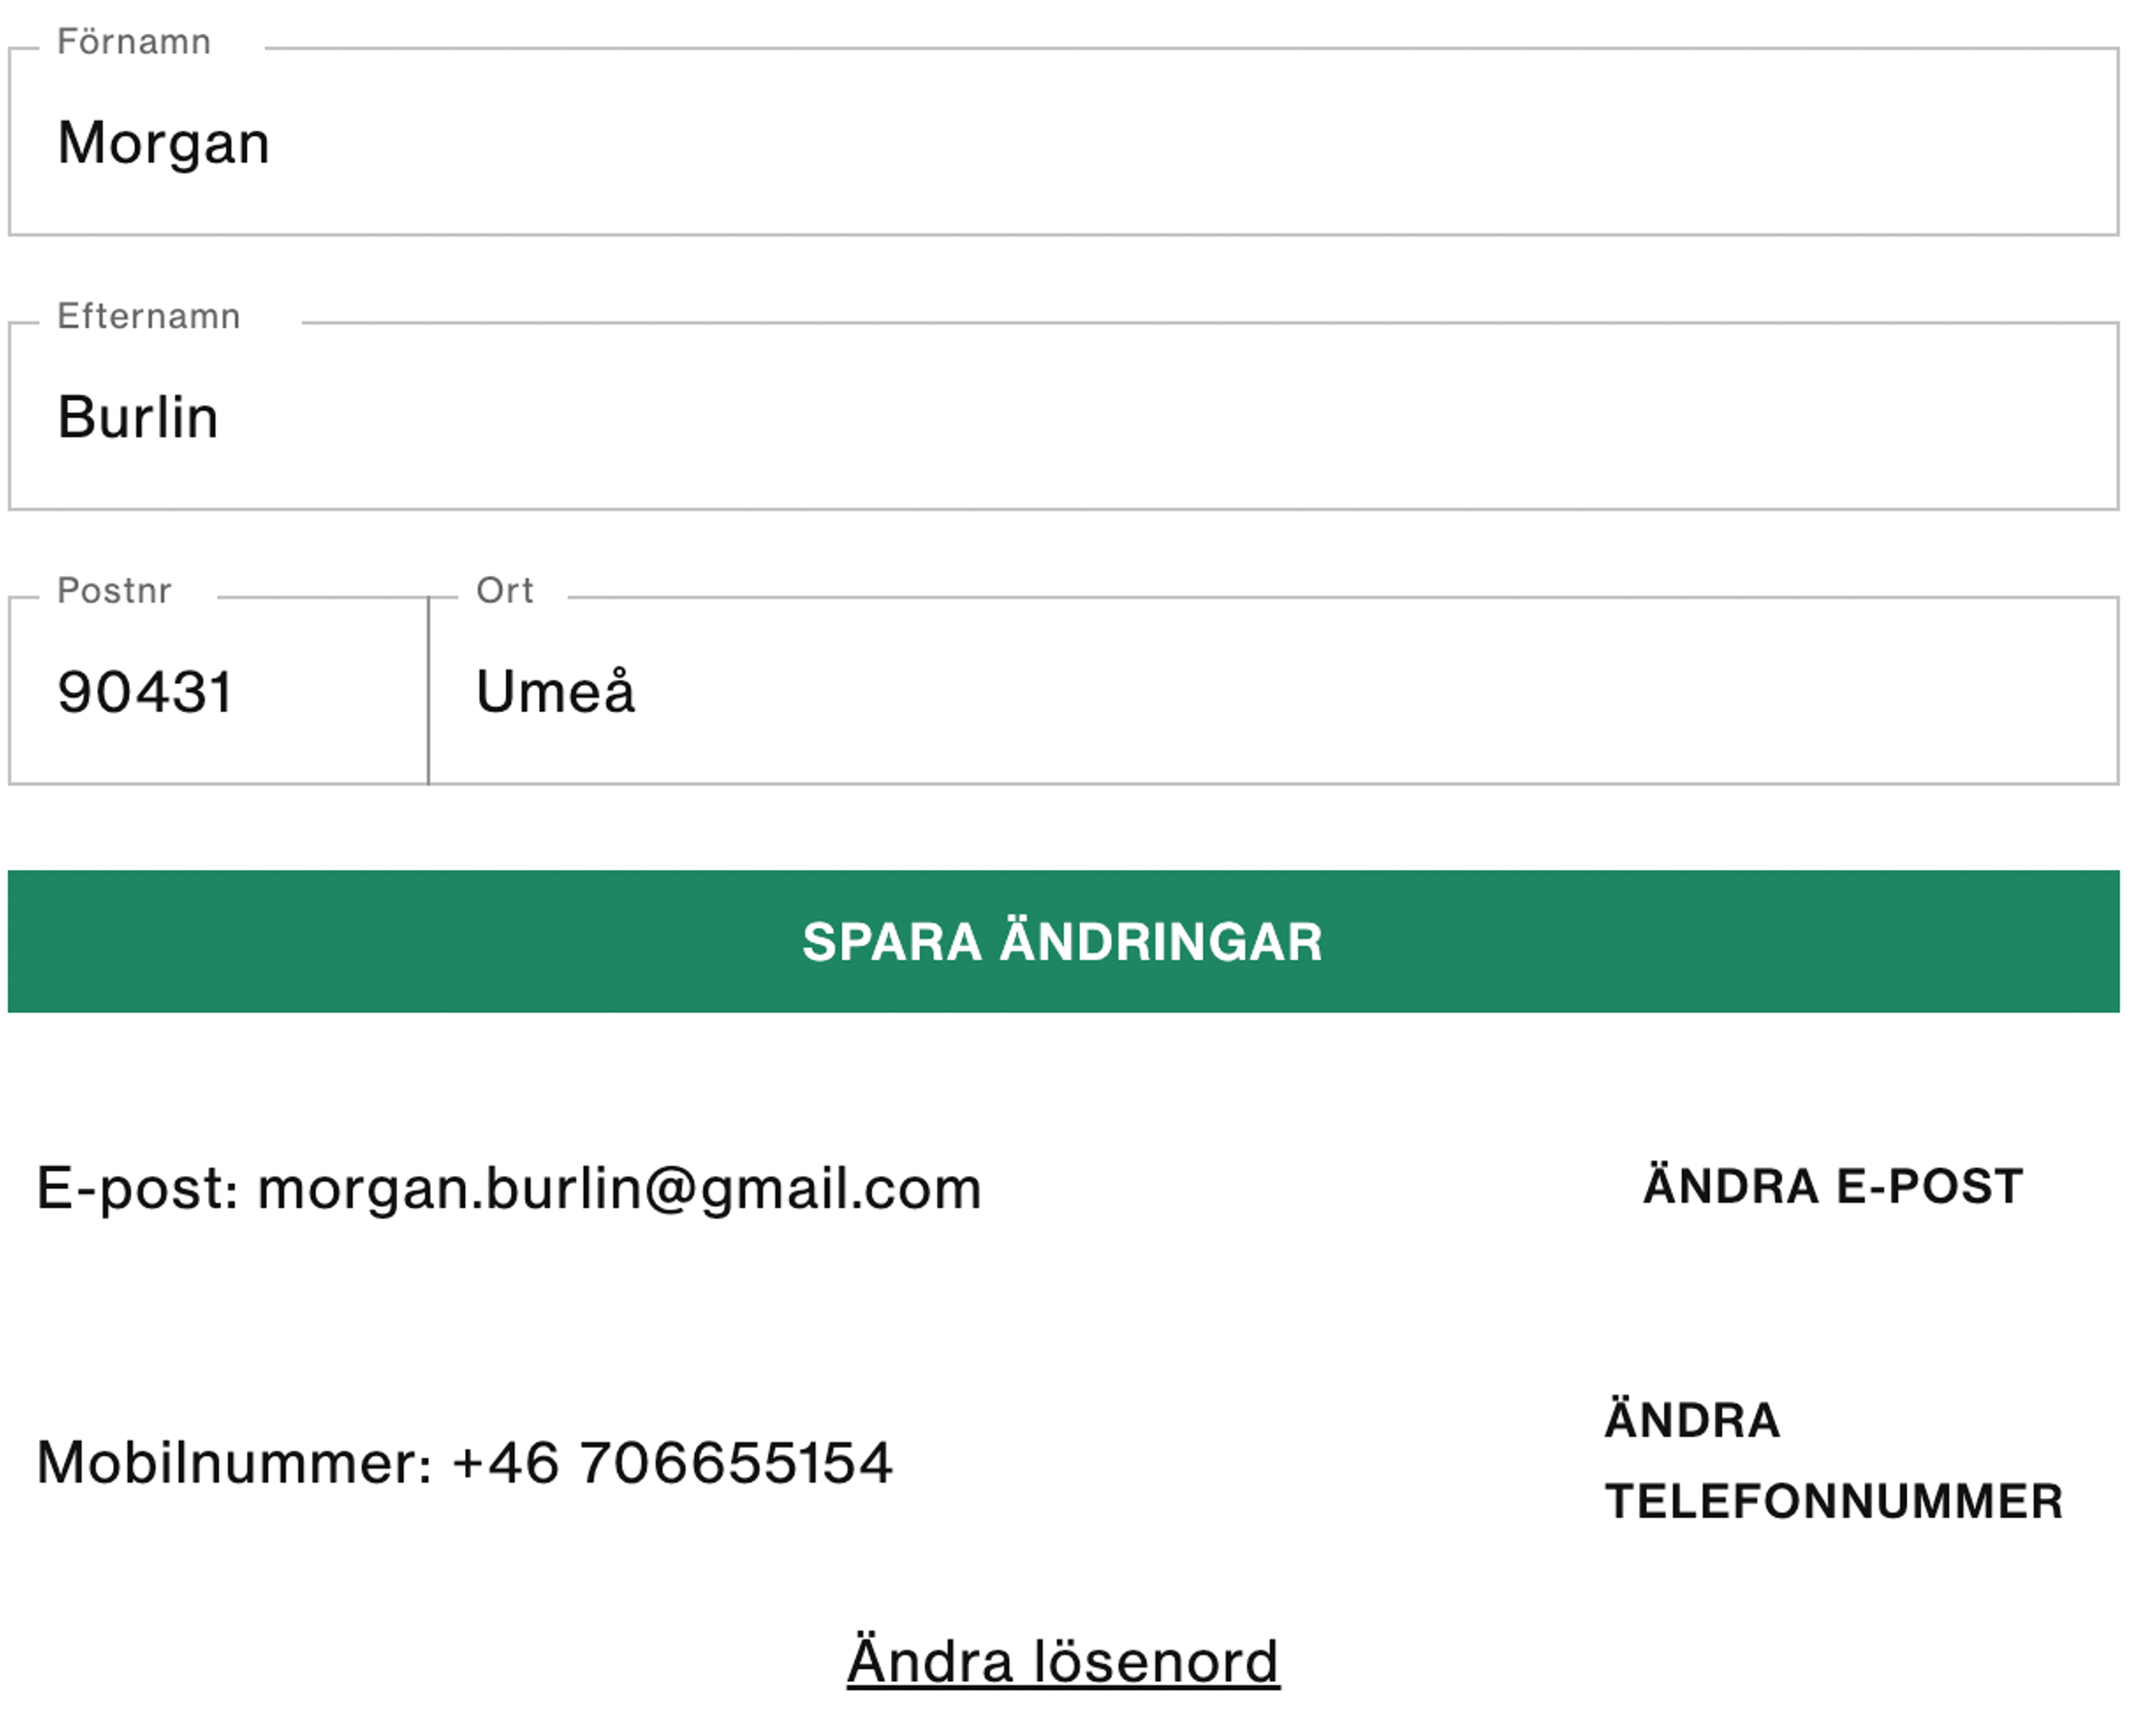 Förnamn
Morgan
Efternamn
Burlin
Postnr Ort
90431 Umeå
SPARA ÄNDRINGAR
E-post: morgan.burlin@gmail.com ÄNDRA E-POST
Mobilnummer: +46 706655154 ÄNDRA
TELEFONNUMMER
Ändra lösenord